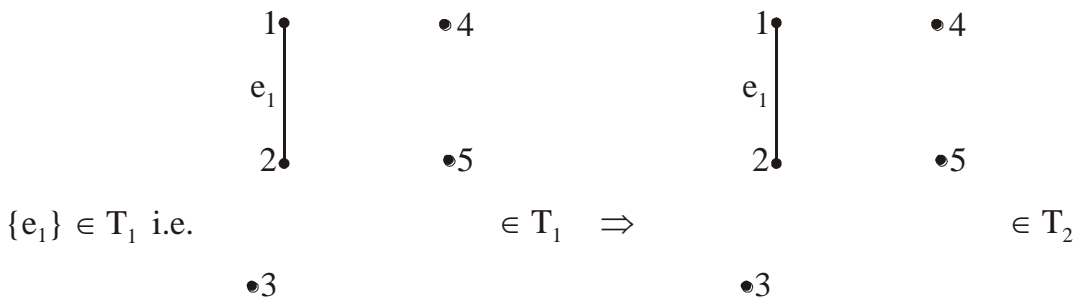 1 4 1 4
e₁ e₁
2 5 2 5
{e₁} ∈ T₁ i.e. ∈ T₁ ⇒ ∈ T₂
3 3